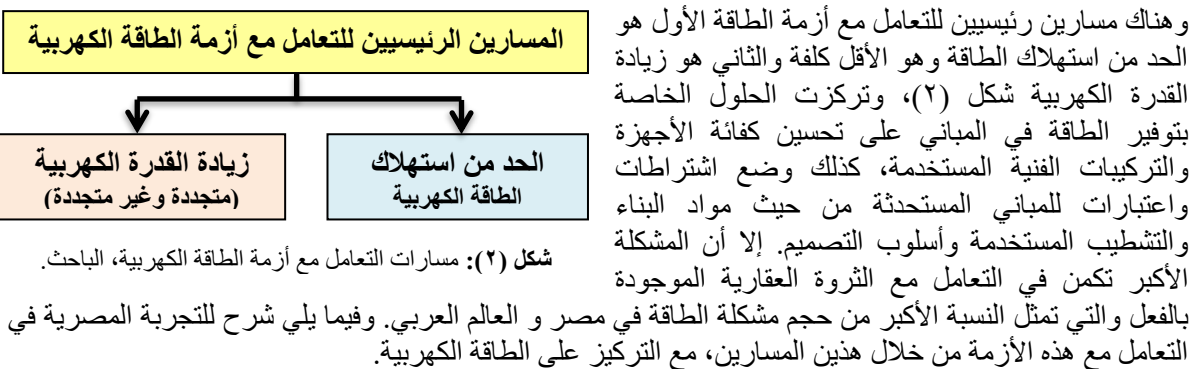 وهناك مسارين رئيسيين للتعامل مع أزمة الطاقة الأول هو
الحد من استهلاك الطاقة وهو الأقل كلفة والثاني هو زيادة
القدرة الكهربية شكل (٢)، وتركزت الحلول الخاصة
بتوفير الطاقة في المباني على تحسين كفائة الأجهزة
والتركيبات الفنية المستخدمة، كذلك وضع اشتراطات
واعتبارات للمباني المستحدثة من حيث مواد البناء
والتشطيب المستخدمة وأسلوب التصميم. إلا أن المشكلة
الأكبر تكمن في التعامل مع الثروة العقارية الموجودة
المسارين الرئيسيين للتعامل مع أزمة الطاقة الكهربية
الحد من استهلاك
الطاقة الكهربية
زيادة القدرة الكهربية
(متجددة وغير متجددة)
شكل (٢): مسارات التعامل مع أزمة الطاقة الكهربية، الباحث.
بالفعل والتي تمثل النسبة الأكبر من حجم مشكلة الطاقة في مصر و العالم العربي. وفيما يلي شرح للتجربة المصرية في
التعامل مع هذه الأزمة من خلال هذين المسارين، مع التركيز على الطاقة الكهربية.